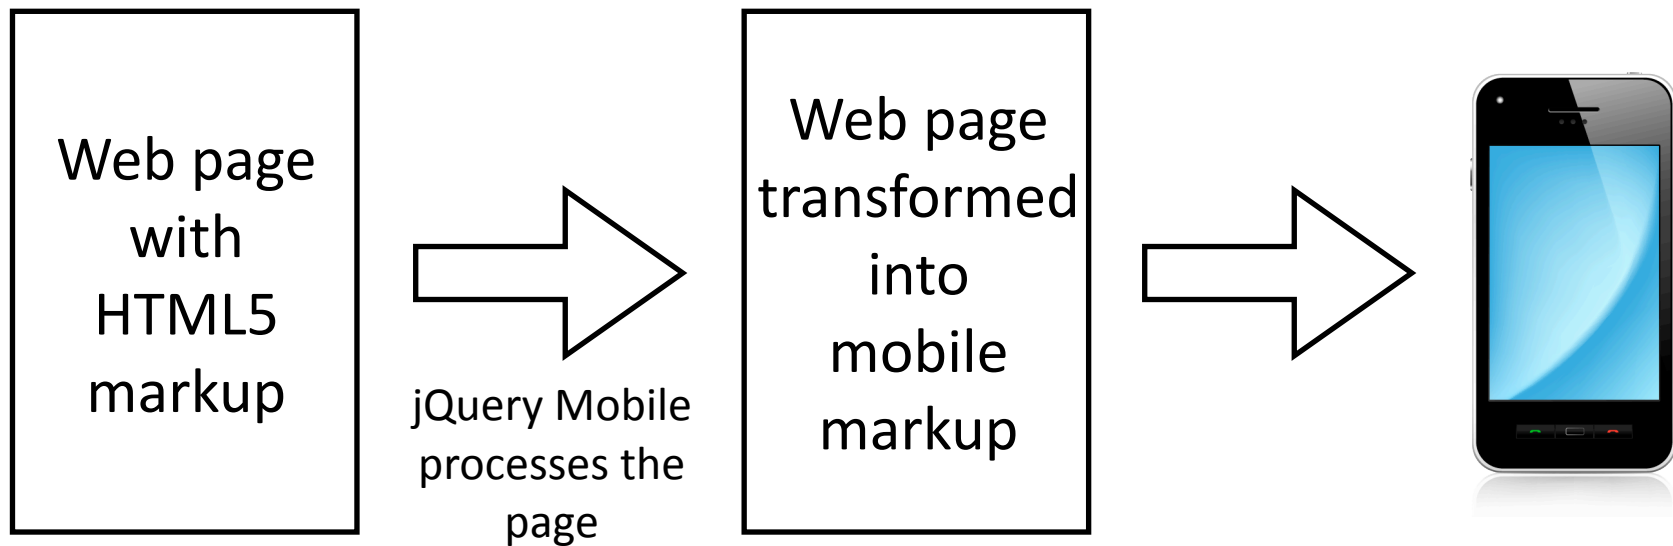 Web page
with
HTML5
markup
jQuery Mobile
processes the
page
Web page
transformed
into
mobile
markup